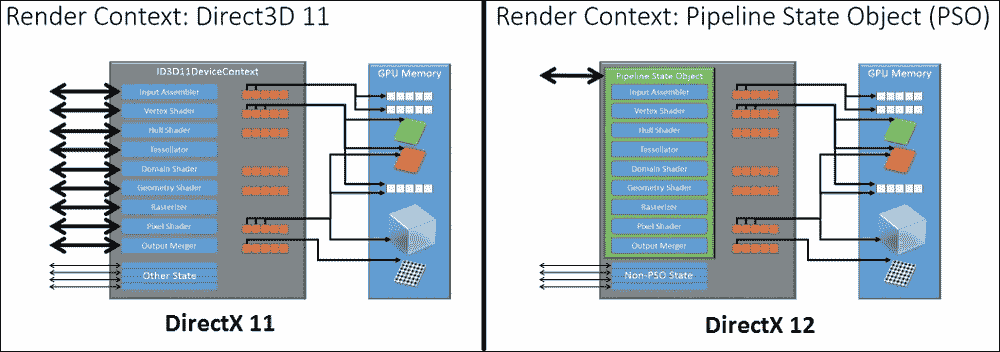 Render Context: Direct3D 11
ID3D11DeviceContext
GPU Memory
Input Assembler
Vertex Shader
Hull Shader
Tessellator
Domain Shader
Geometry Shader
Rasterizer
Pixel Shader
Output Merger
Other State
DirectX 11
Render Context: Pipeline State Object (PSO)
Pipeline State Object
GPU Memory
Input Assembler
Vertex Shader
Hull Shader
Tessellator
Domain Shader
Geometry Shader
Rasterizer
Pixel Shader
Output Merger
Non-PSO State
DirectX 12